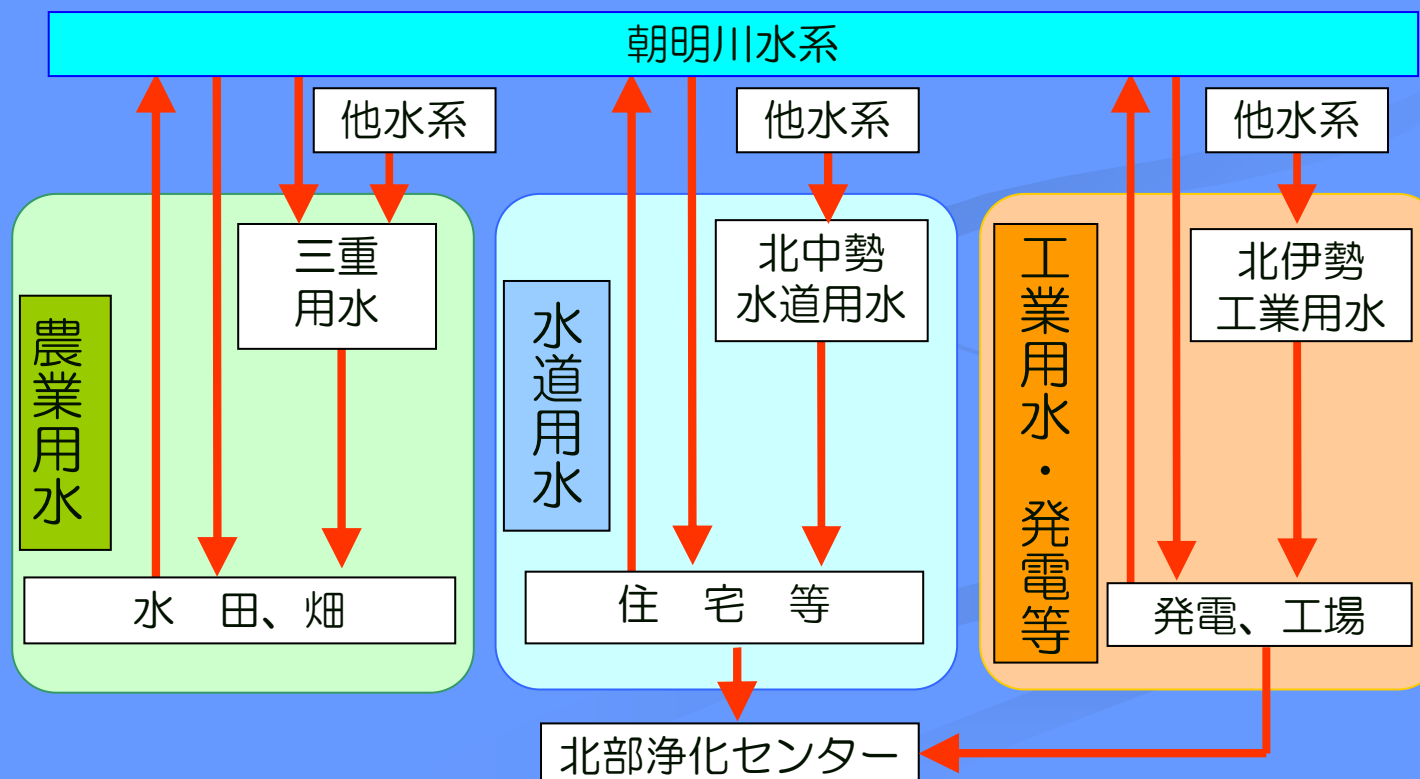 朝明川水系
他水系
他水系
他水系
三重
用水
北中勢
水道用水
北伊勢
工業用水
農業用水
水道用水
工業用水・発電等
水　田、畑
住　宅　等
発電、工場
北部浄化センター